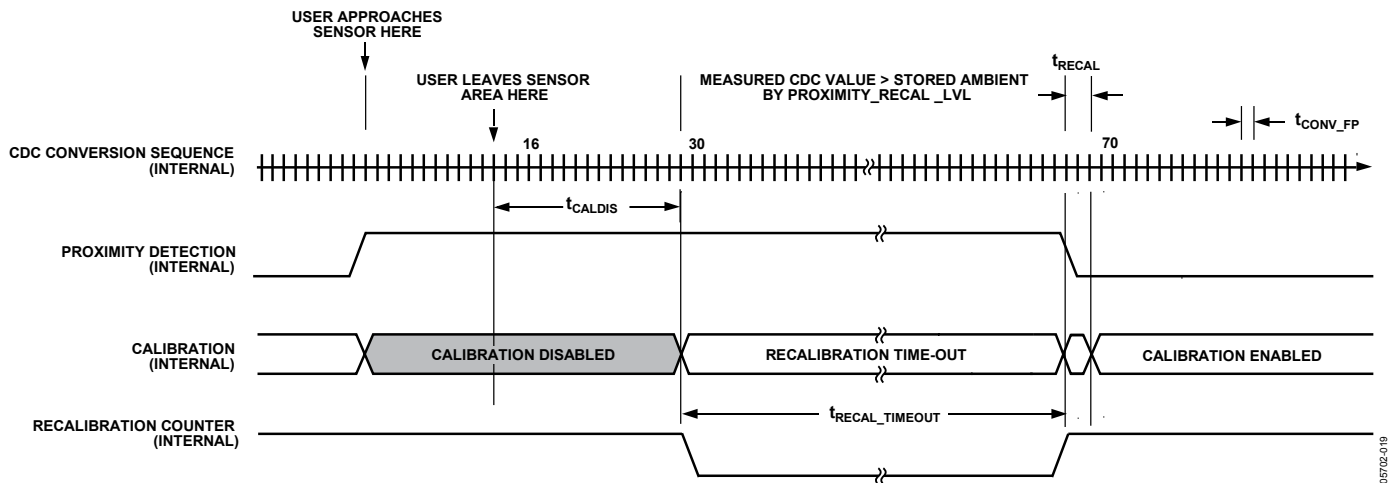 USER APPROACHES
SENSOR HERE
USER LEAVES SENSOR
AREA HERE
MEASURED CDC VALUE > STORED AMBIENT
BY PROXIMITY_RECAL _LVL
tRECAL
tCONV_FP
CDC CONVERSION SEQUENCE
(INTERNAL)
16
30
70
tCALDIS
PROXIMITY DETECTION
(INTERNAL)
CALIBRATION
(INTERNAL)
CALIBRATION DISABLED
RECALIBRATION TIME-OUT
CALIBRATION ENABLED
RECALIBRATION COUNTER
(INTERNAL)
tRECAL_TIMEOUT
05702-019